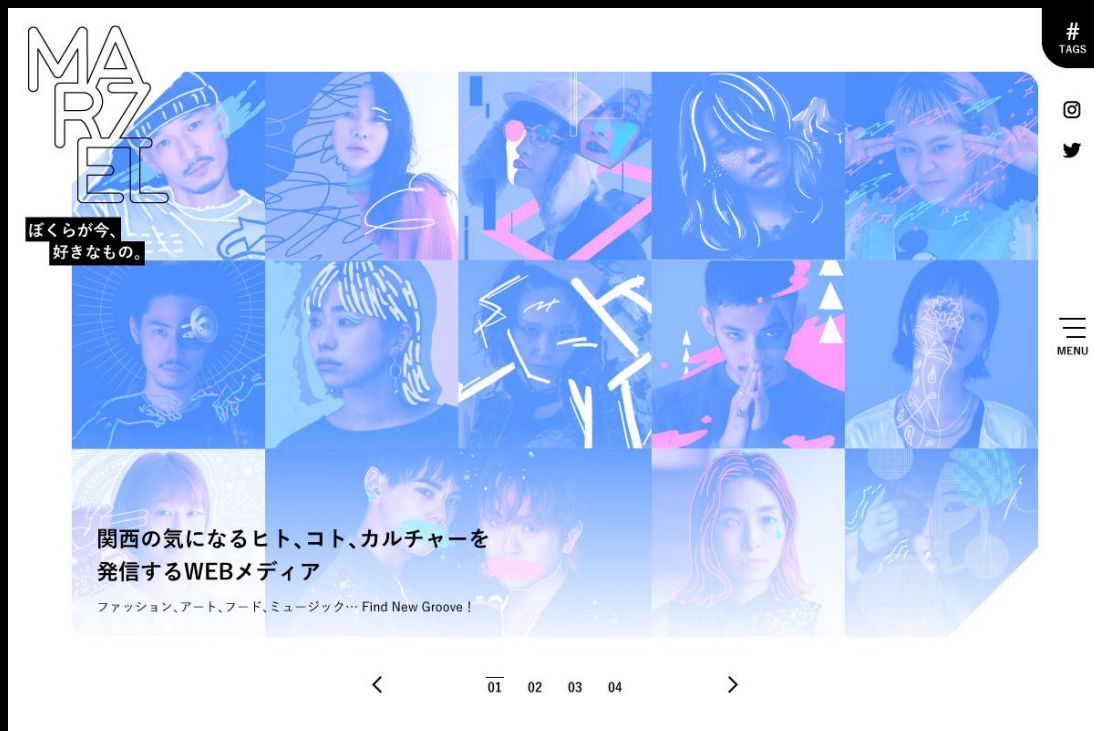 MA
RZ
EL
ぼくらが今、
好きなもの。
#
TAGS
MENU
関西の気になるヒト、コト、カルチャーを
発信するWEBメディア
ファッション、アート、フード、ミュージック… Find New Groove !
01 02 03 04